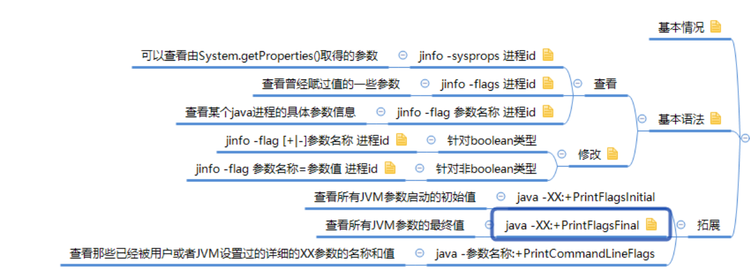 基本情况
可以查看由System.getProperties()取得的参数 jinfo -sysprops 进程id
查看曾经赋过值的一些参数 jinfo -flags 进程id 查看
查看某个java进程的具体参数信息 jinfo -flag 参数名称 进程id 基本语法
jinfo -flag [+|-]参数名称 进程id 针对boolean类型
修改
jinfo -flag 参数名称=参数值 进程id 针对非boolean类型
查看所有JVM参数启动的初始值 java -XX:+PrintFlagsInitial
查看所有JVM参数的最终值 java -XX:+PrintFlagsFinal 拓展
查看那些已经被用户或者JVM设置过的详细的XX参数的名称和值 java -参数名称:+PrintCommandLineFlags